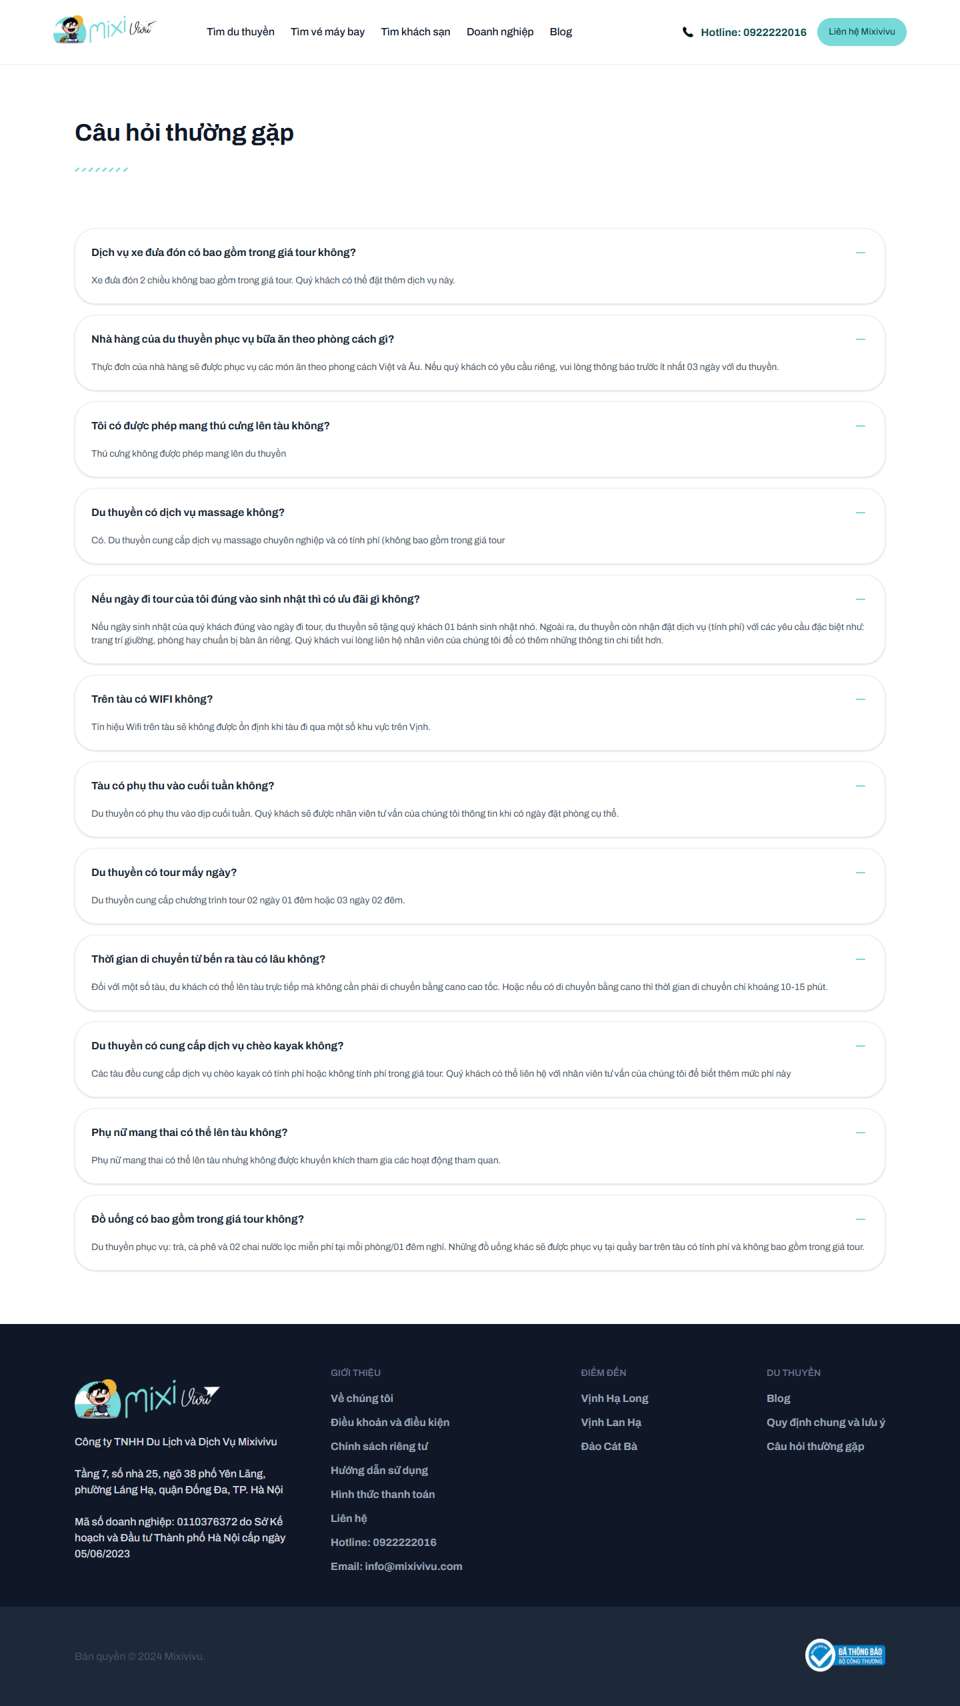 mixi Vivu
Tìm du thuyền
Tìm vé máy bay
Tìm khách sạn
Doanh nghiệp
Blog
Hotline: 0922222016
Liên hệ Mixivivu
Câu hỏi thường gặp
Dịch vụ xe đưa đón có bao gồm trong giá tour không?
Xe đưa đón 2 chiều không bao gồm trong giá tour. Quý khách có thể đặt thêm dịch vụ này.
Nhà hàng của du thuyền phục vụ bữa ăn theo phòng cách gì?
Thực đơn của nhà hàng sẽ được phục vụ các món ăn theo phong cách Việt và Âu. Nếu quý khách có yêu cầu riêng, vui lòng thông báo trước ít nhất 03 ngày với du thuyền.
Tôi có được phép mang thú cưng lên tàu không?
Thú cưng không được phép mang lên du thuyền
Du thuyền có dịch vụ massage không?
Có. Du thuyền cung cấp dịch vụ massage chuyên nghiệp và có tính phí (không bao gồm trong giá tour
Nếu ngày đi tour của tôi đúng vào sinh nhật thì có ưu đãi gì không?
Nếu ngày sinh nhật của quý khách đúng vào ngày đi tour, du thuyền sẽ tặng quý khách 01 bánh sinh nhật nhỏ. Ngoài ra, du thuyền còn nhận đặt dịch vụ (tính phí) với các yêu cầu đặc biệt như:
trang trí giường, phòng hay chuẩn bị bàn ăn riêng. Quý khách vui lòng liên hệ nhân viên của chúng tôi để có thêm những thông tin chi tiết hơn.
Trên tàu có WIFI không?
Tín hiệu Wifi trên tàu sẽ không được ổn định khi tàu đi qua một số khu vực trên Vịnh.
Tàu có phụ thu vào cuối tuần không?
Du thuyền có phụ thu vào dịp cuối tuần. Quý khách sẽ được nhân viên tư vấn của chúng tôi thông tin khi có ngày đặt phòng cụ thể.
Du thuyền có tour mấy ngày?
Du thuyền cung cấp chương trình tour 02 ngày 01 đêm hoặc 03 ngày 02 đêm.
Thời gian di chuyển từ bến ra tàu có lâu không?
Đối với một số tàu, du khách có thể lên tàu trực tiếp mà không cần phải di chuyển bằng cano cao tốc. Hoặc nếu có di chuyển bằng cano thì thời gian di chuyển chỉ khoảng 10-15 phút.
Du thuyền có cung cấp dịch vụ chèo kayak không?
Các tàu đều cung cấp dịch vụ chèo kayak có tính phí hoặc không tính phí trong giá tour. Quý khách có thể liên hệ với nhân viên tư vấn của chúng tôi để biết thêm mức phí này
Phụ nữ mang thai có thể lên tàu không?
Phụ nữ mang thai có thể lên tàu nhưng không được khuyến khích tham gia các hoạt động tham quan.
Đồ uống có bao gồm trong giá tour không?
Du thuyền phục vụ: trà, cà phê và 02 chai nước lọc miễn phí tại mỗi phòng/01 đêm nghỉ. Những đồ uống khác sẽ được phục vụ tại quầy bar trên tàu có tính phí và không bao gồm trong giá tour.
mixi Vivu
Công ty TNHH Du Lịch và Dịch Vụ Mixivivu
Tầng 7, số nhà 25, ngõ 38 phố Yên Lãng,
phường Láng Hạ, quận Đống Đa, TP. Hà Nội
Mã số doanh nghiệp: 0110376372 do Sở Kế
hoạch và Đầu tư Thành phố Hà Nội cấp ngày
05/06/2023
GIỚI THIỆU
Về chúng tôi
Điều khoản và điều kiện
Chính sách riêng tư
Hướng dẫn sử dụng
Hình thức thanh toán
Liên hệ
Hotline: 0922222016
Email: info@mixivivu.com
ĐIỂM ĐẾN
Vịnh Hạ Long
Vịnh Lan Hạ
Đảo Cát Bà
DU THUYỀN
Blog
Quy định chung và lưu ý
Câu hỏi thường gặp
Bản quyền © 2024 Mixivivu.
ĐÃ THÔNG BÁO
BỘ CÔNG THƯƠNG